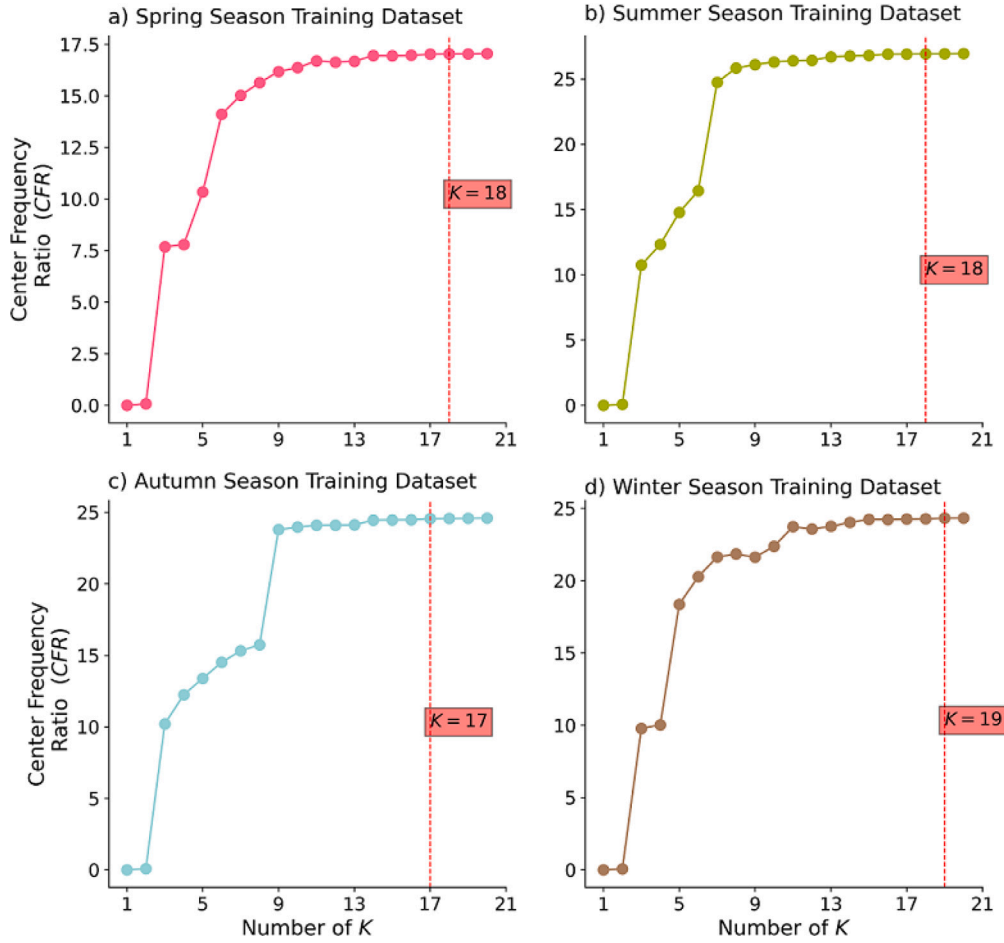 a) Spring Season Training Dataset
17.5
15.0
12.5
10.0
7.5
5.0
2.5
0.0
Center Frequency
Ratio (CFR)
K = 18
1 5 9 13 17 21
b) Summer Season Training Dataset
25
20
15
10
5
0
K = 18
1 5 9 13 17 21
c) Autumn Season Training Dataset
25
20
15
10
5
0
Center Frequency
Ratio (CFR)
K = 17
1 5 9 13 17 21
Number of K
d) Winter Season Training Dataset
25
20
15
10
5
0
K = 19
1 5 9 13 17 21
Number of K